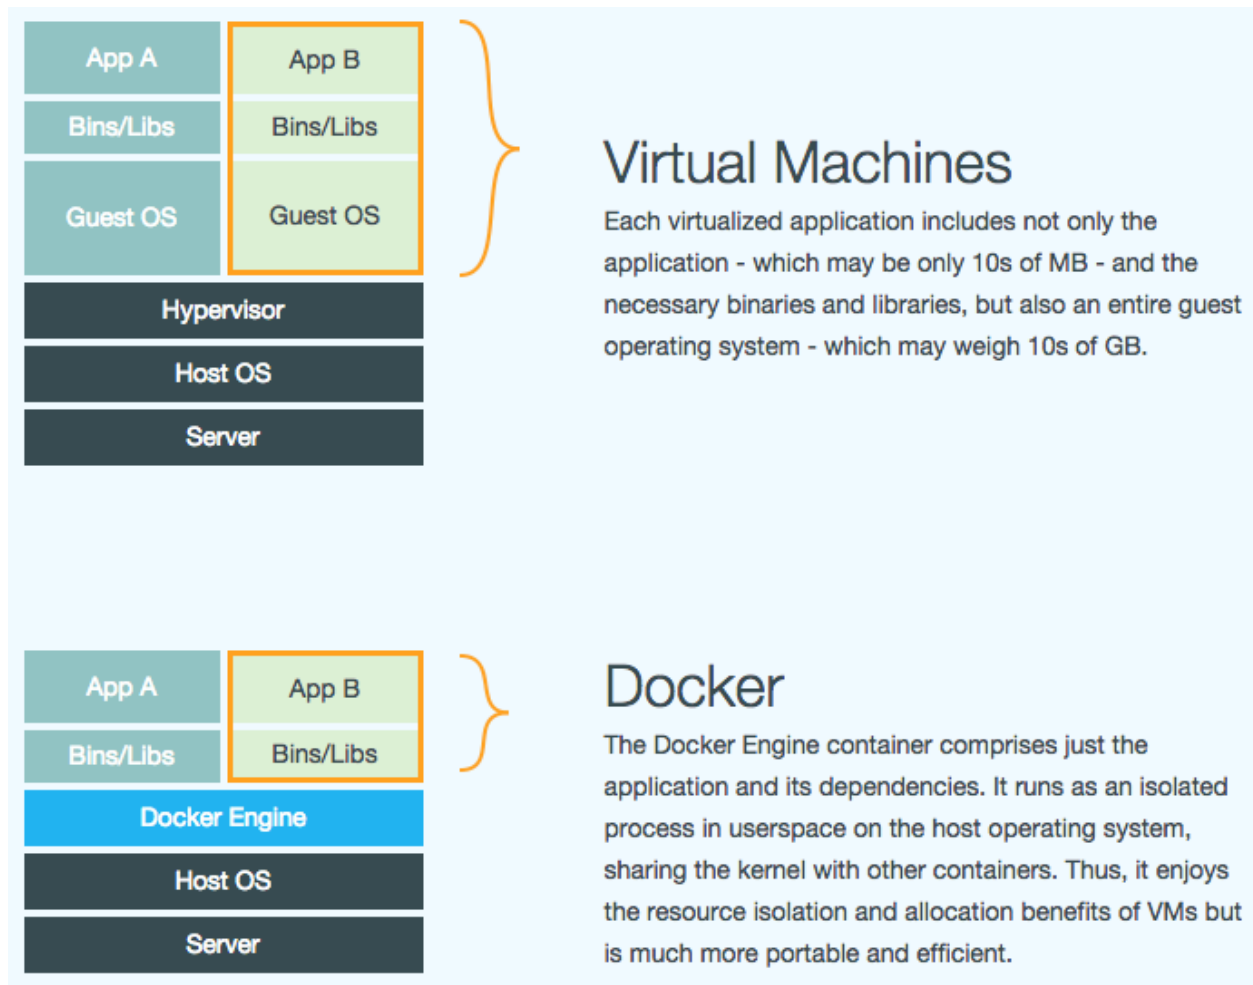 App A
App B
Bins/Libs
Bins/Libs
Guest OS
Guest OS
Hypervisor
Host OS
Server
Virtual Machines
Each virtualized application includes not only the
application - which may be only 10s of MB - and the
necessary binaries and libraries, but also an entire guest
operating system - which may weigh 10s of GB.
App A
App B
Bins/Libs
Bins/Libs
Docker Engine
Host OS
Server
Docker
The Docker Engine container comprises just the
application and its dependencies. It runs as an isolated
process in userspace on the host operating system,
sharing the kernel with other containers. Thus, it enjoys
the resource isolation and allocation benefits of VMs but
is much more portable and efficient.